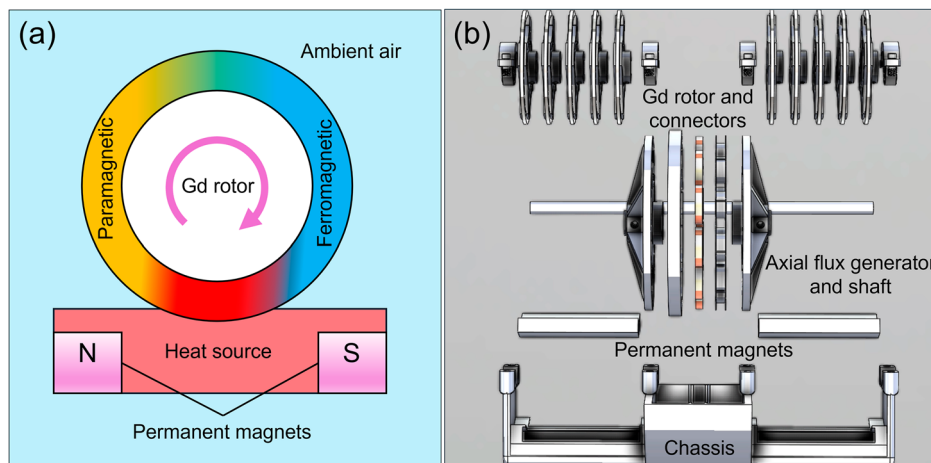 (a)
Ambient air
Paramagnetic
Gd rotor
Ferromagnetic
N
Heat source
S
Permanent magnets
(b)
Gd rotor and
connectors
Axial flux generator
and shaft
Permanent magnets
Chassis